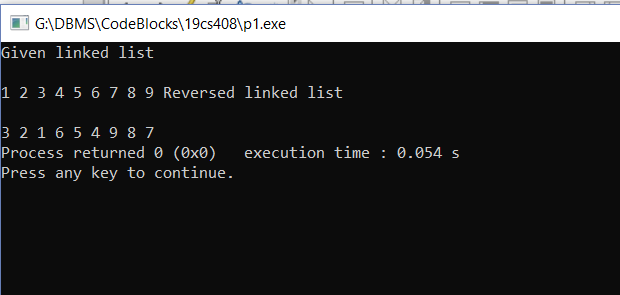 G:\DBMS\CodeBlocks\19cs408\p1.exe
Given linked list
1 2 3 4 5 6 7 8 9 Reversed linked list
3 2 1 6 5 4 9 8 7
Process returned 0 (0x0)   execution time : 0.054 s
Press any key to continue.